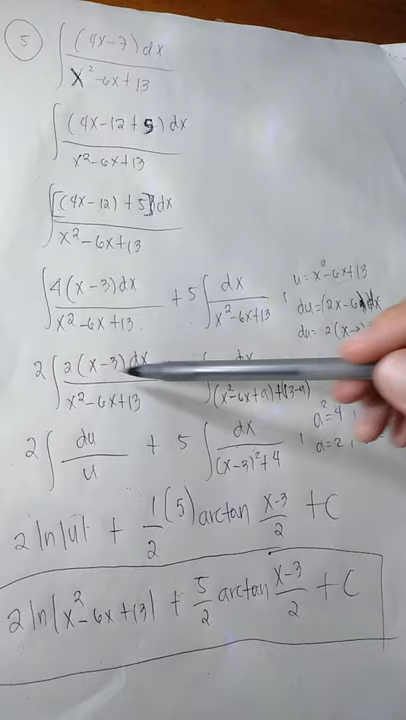 5 ∫ (4x-7)dx / x²-6x+13
∫ (4x-12+5)dx / x²-6x+13
∫ [(4x-12)+5]dx / x²-6x+13
∫ 4(x-3)dx / x²-6x+13 + 5 ∫ dx / x²-6x+13 , u=x²-6x+13
du=(2x-6)dx
du=2(x-
2 ∫ 2(x-3)dx / x²-6x+13 ∫ dx / (x²-6x+9)+(13-9)
a²=4,
a=2,
2 ∫ du / u + 5 ∫ dx / (x-3)²+4 ,
2 ln|u| + 1/2 (5) arctan x-3 / 2 + C
2 ln|x²-6x+13| + 5/2 arctan x-3 / 2 + C